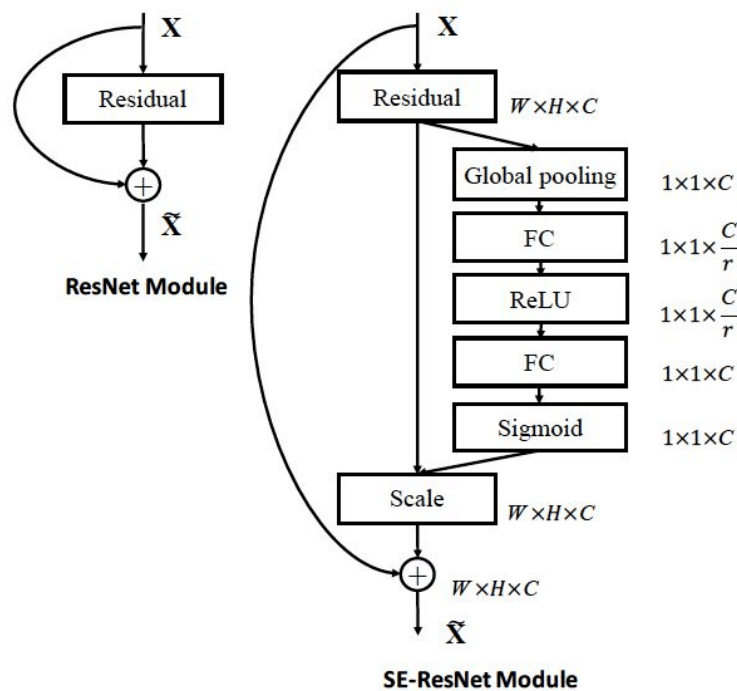 X
Residual
+
X̃
ResNet Module
X
Residual
W×H×C
Global pooling
1×1×C
FC
1×1×C/r
ReLU
1×1×C/r
FC
1×1×C
Sigmoid
1×1×C
Scale
W×H×C
+
W×H×C
X̃
SE-ResNet Module